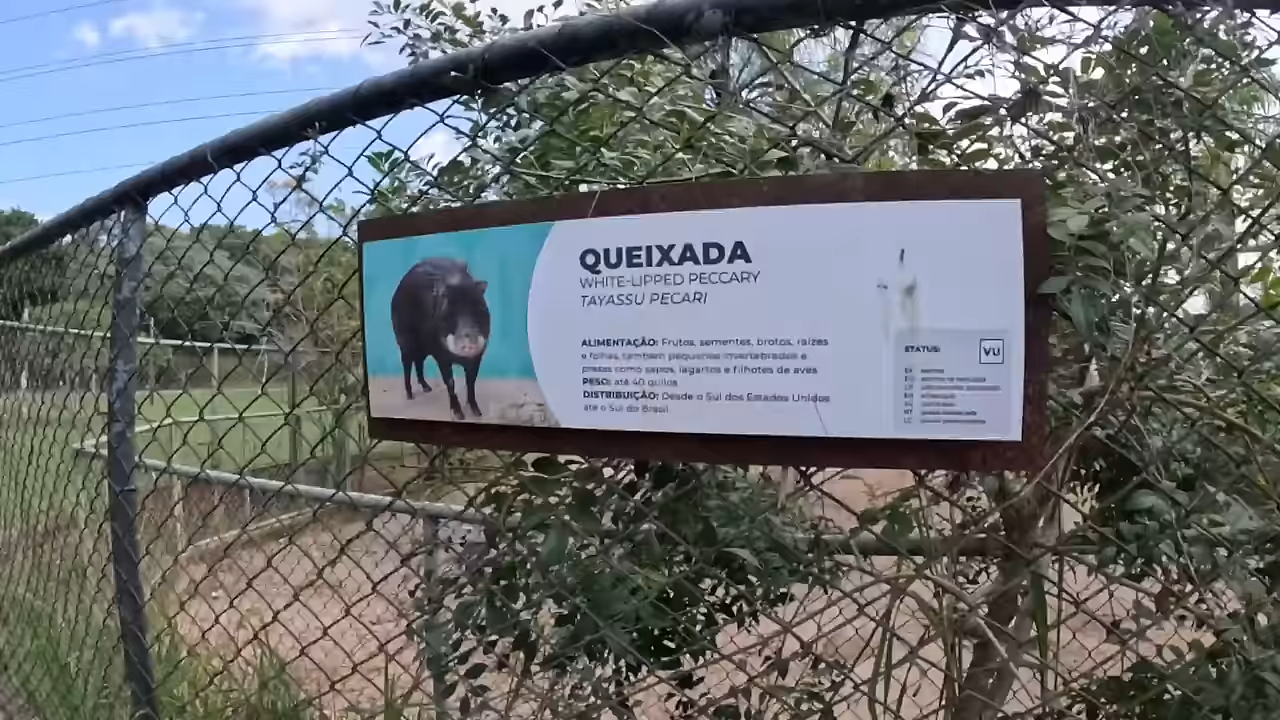 QUEIXADA
WHITE-LIPPED PECCARY
TAYASSU PECARI
ALIMENTAÇÃO: Frutos, sementes, brotos, raízes
e folhas, também pequenos invertebrados e
presas como sapos, lagartos e filhotes de aves
PESO: até 40 quilos
DISTRIBUIÇÃO: Desde o Sul dos Estados Unidos
até o Sul do Brasil
STATUS:
VU